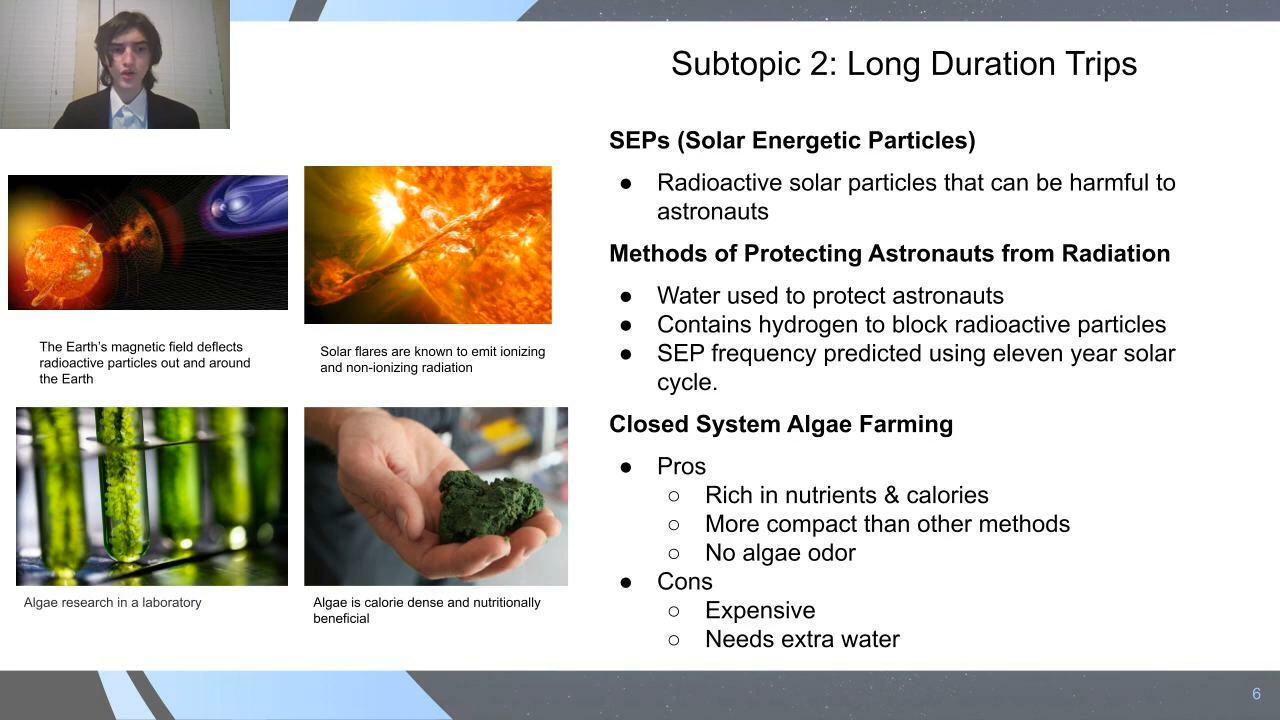 Subtopic 2: Long Duration Trips
SEPs (Solar Energetic Particles)
● Radioactive solar particles that can be harmful to
astronauts
Methods of Protecting Astronauts from Radiation
● Water used to protect astronauts
● Contains hydrogen to block radioactive particles
● SEP frequency predicted using eleven year solar
cycle.
Closed System Algae Farming
● Pros
○ Rich in nutrients & calories
○ More compact than other methods
○ No algae odor
● Cons
○ Expensive
○ Needs extra water
The Earth's magnetic field deflects
radioactive particles out and around
the Earth
Solar flares are known to emit ionizing
and non-ionizing radiation
Algae research in a laboratory
Algae is calorie dense and nutritionally
beneficial
6